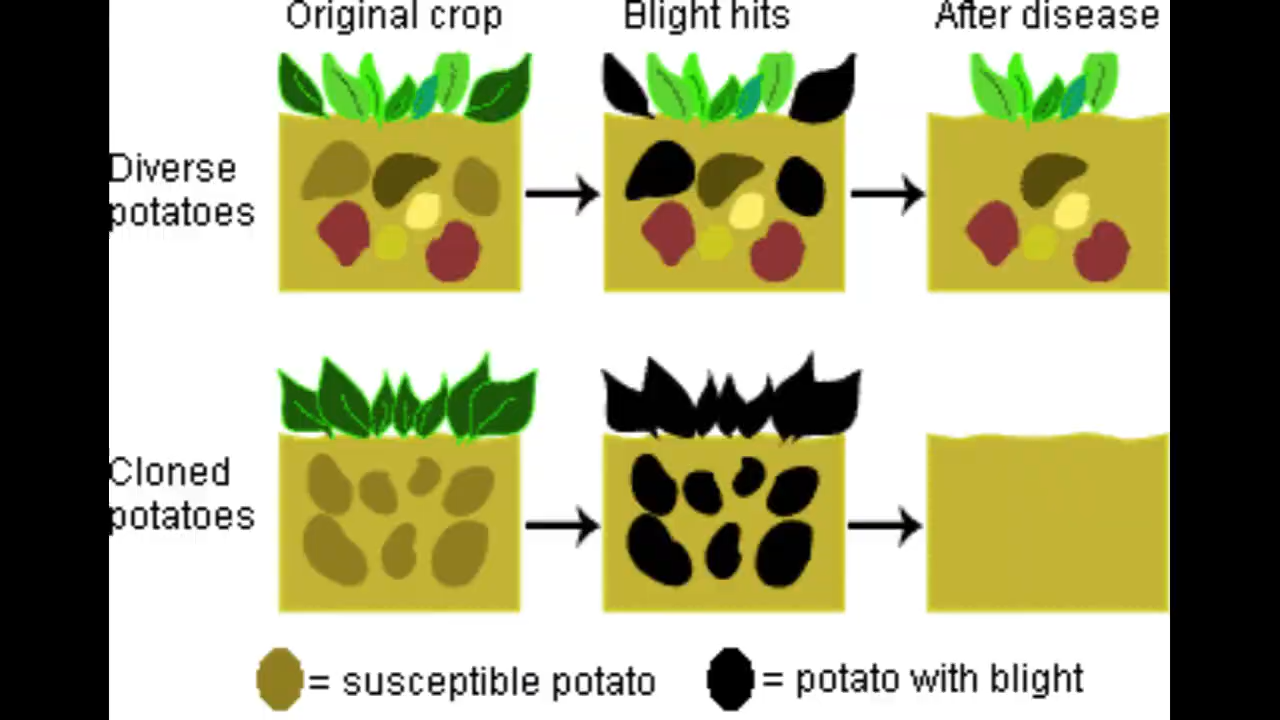 Original crop
Blight hits
After disease
Diverse
potatoes
Cloned
potatoes
= susceptible potato
= potato with blight